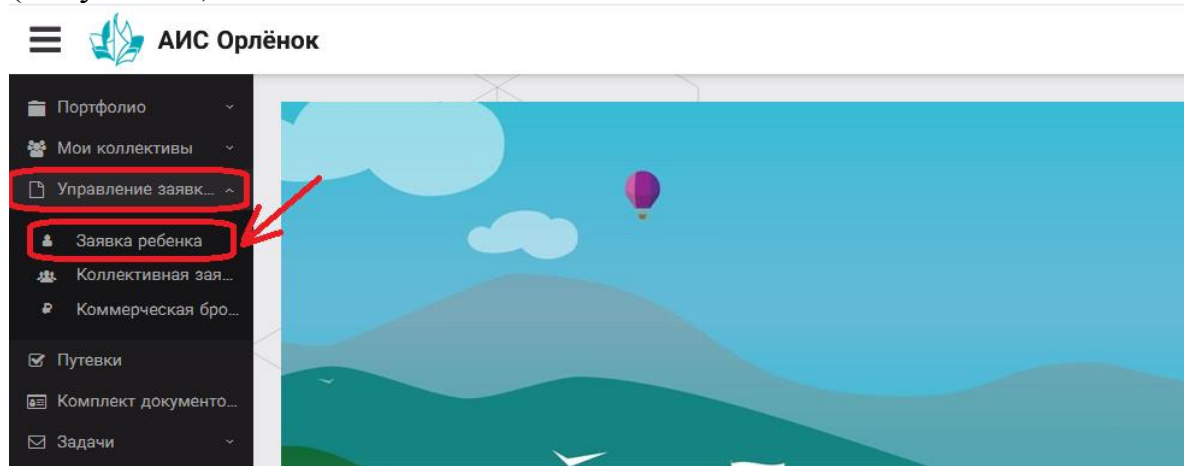 АИС Орлёнок
Портфолио
Мои коллективы
Управление заявк...
Заявка ребенка
Коллективная зая...
Коммерческая бро...
Путевки
Комплект документо...
Задачи